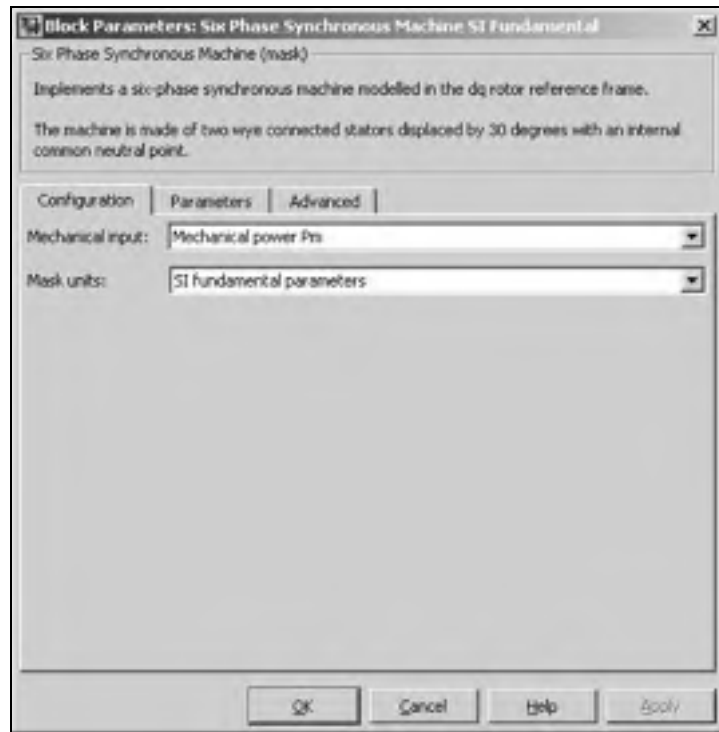 Block Parameters: Six Phase Synchronous Machine SI Fundamental
Six Phase Synchronous Machine (mask)
Implements a six-phase synchronous machine modelled in the dq rotor reference frame.
The machine is made of two wye connected stators displaced by 30 degrees with an internal
common neutral point.
Configuration Parameters Advanced
Mechanical input: Mechanical power Pm
Mask units: SI fundamental parameters
OK Cancel Help Apply